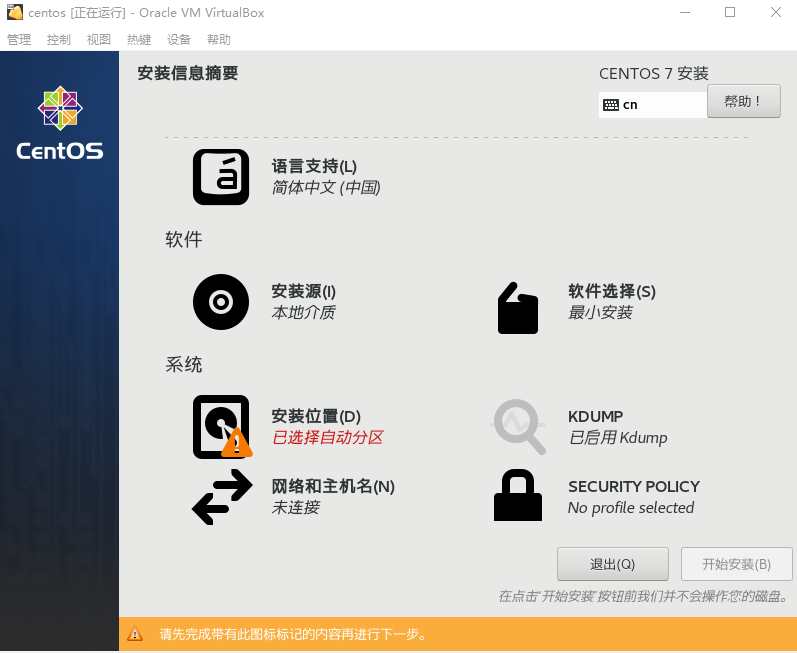 centos [正在运行] - Oracle VM VirtualBox
管理 控制 视图 热键 设备 帮助
CentOS
安装信息摘要
CENTOS 7 安装
cn
帮助！
语言支持(L)
简体中文 (中国)
软件
安装源(I)
本地介质
软件选择(S)
最小安装
系统
安装位置(D)
已选择自动分区
KDUMP
已启用 Kdump
网络和主机名(N)
未连接
SECURITY POLICY
No profile selected
退出(Q)
开始安装(B)
在点击'开始安装'按钮前我们并不会操作您的磁盘。
请先完成带有此图标标记的内容再进行下一步。